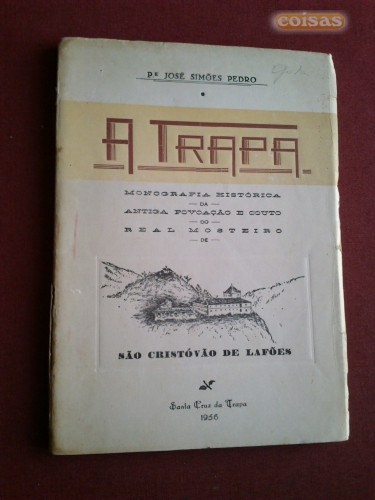 coisas
Pᴱ JOSÉ SIMÕES PEDRO
A TRAPA
MONOGRAFIA HISTÓRICA
— DA —
ANTIGA POVOAÇÃO E COUTO
— DO —
REAL MOSTEIRO
— DE —
SÃO CRISTÓVÃO DE LAFÕES
Santa Cruz da Trapa
1956